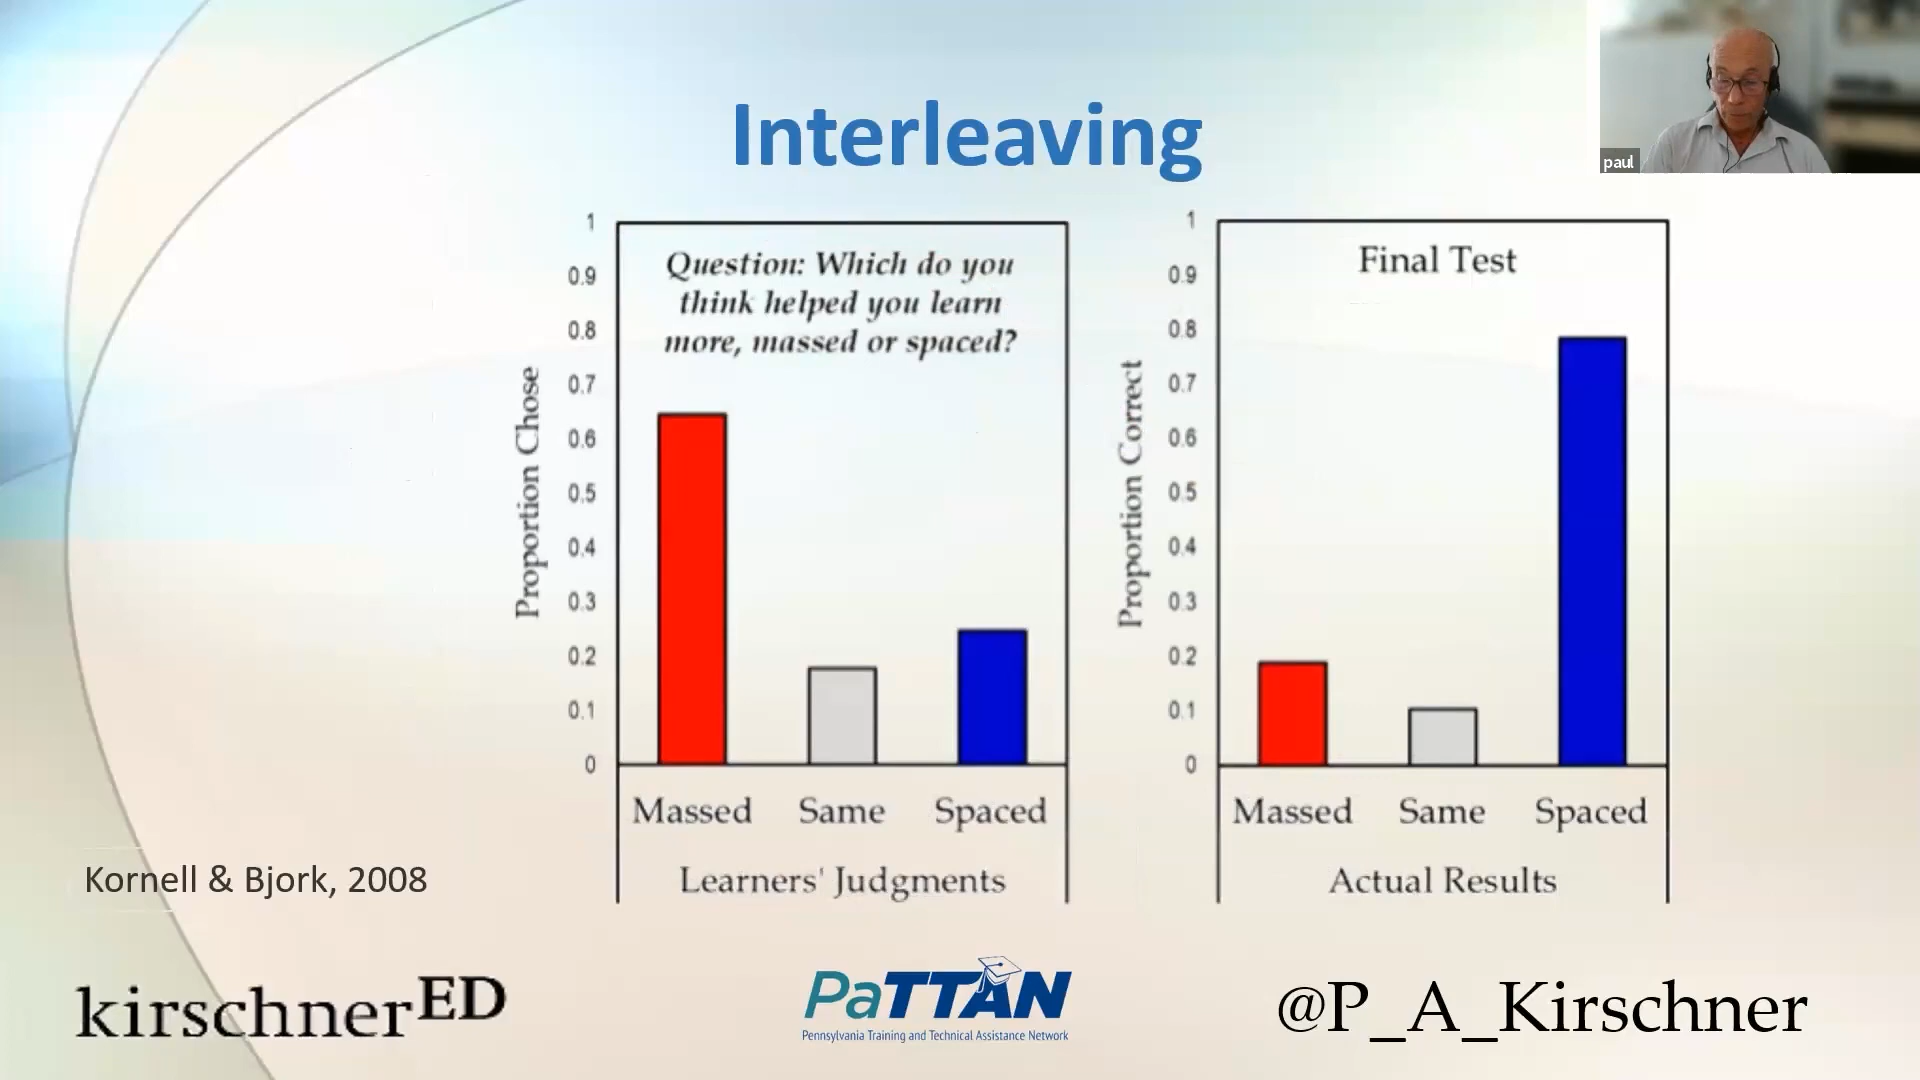 Interleaving
paul
1
0.9
0.8
0.7
0.6
0.5
0.4
0.3
0.2
0.1
0
Proportion Chose
Question: Which do you
think helped you learn
more, massed or spaced?
Massed Same Spaced
Learners' Judgments
1
0.9
0.8
0.7
0.6
0.5
0.4
0.3
0.2
0.1
0
Proportion Correct
Final Test
Massed Same Spaced
Actual Results
Kornell & Bjork, 2008
kirschnerED
PaTTAN
Pennsylvania Training and Technical Assistance Network
@P_A_Kirschner